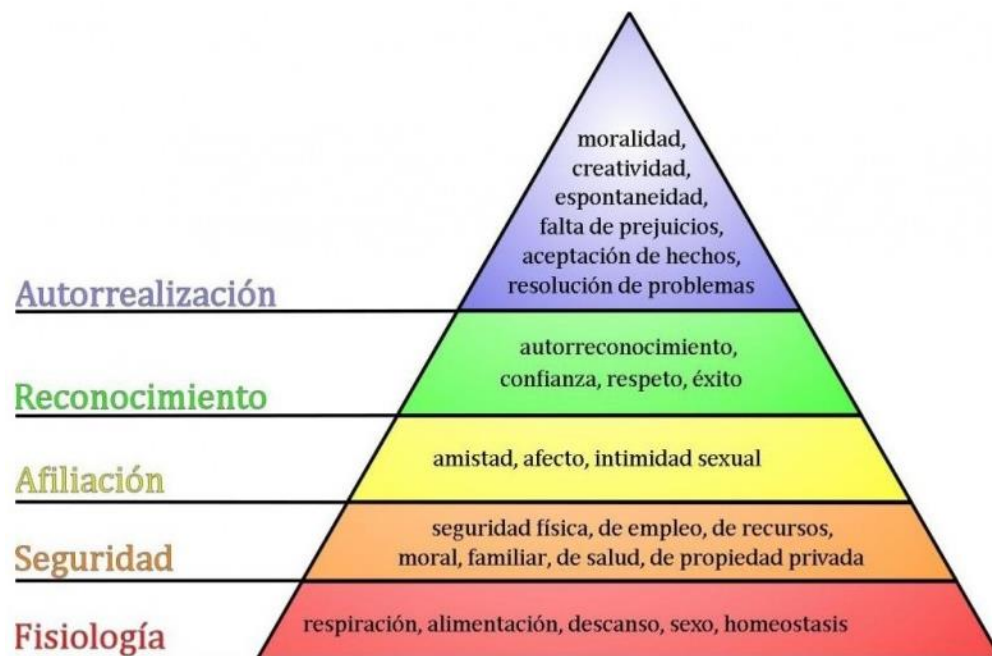 moralidad,
creatividad,
espontaneidad,
falta de prejuicios,
aceptación de hechos,
resolución de problemas
Autorrealización
autorreconocimiento,
confianza, respeto, éxito
Reconocimiento
amistad, afecto, intimidad sexual
Afiliación
seguridad física, de empleo, de recursos,
moral, familiar, de salud, de propiedad privada
Seguridad
respiración, alimentación, descanso, sexo, homeostasis
Fisiología